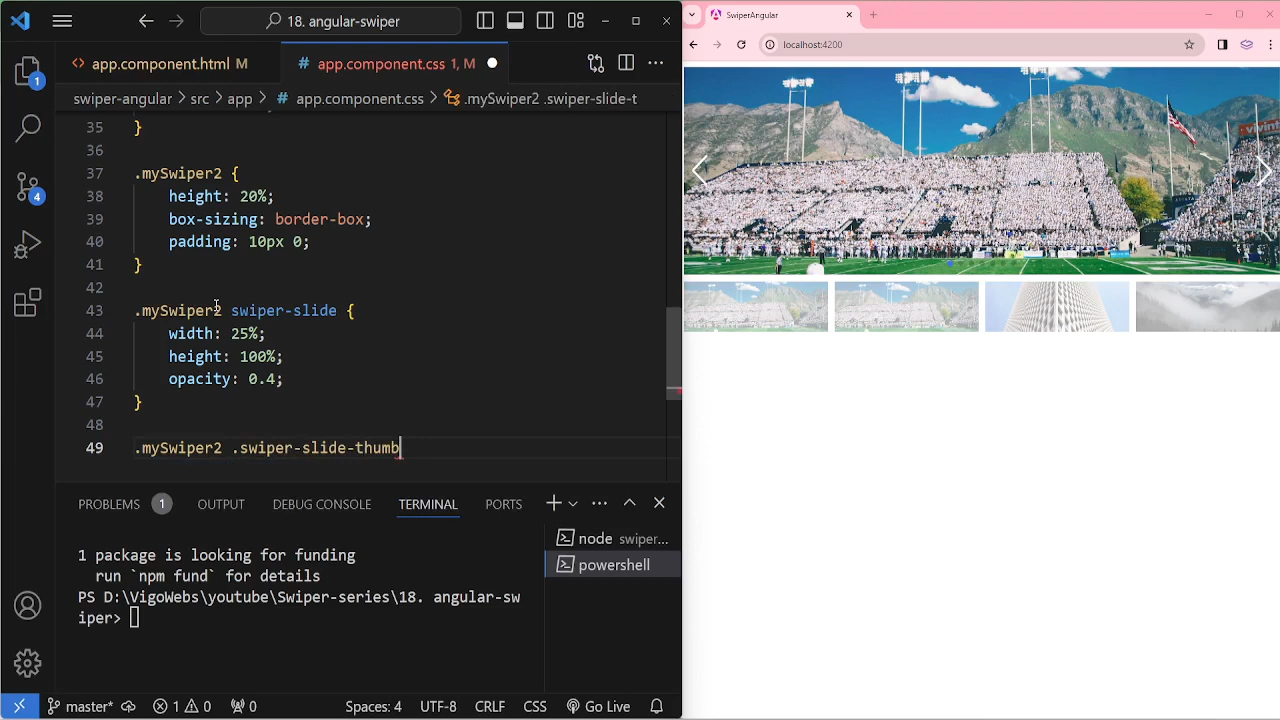 18. angular-swiper
app.component.html M
# app.component.css 1, M
swiper-angular > src > app > # app.component.css > .mySwiper2 .swiper-slide-t
35 }
36
37 .mySwiper2 {
38 height: 20%;
39 box-sizing: border-box;
40 padding: 10px 0;
41 }
42
43 .mySwiper2 swiper-slide {
44 width: 25%;
45 height: 100%;
46 opacity: 0.4;
47 }
48
49 .mySwiper2 .swiper-slide-thumb
1
4
PROBLEMS 1 OUTPUT DEBUG CONSOLE TERMINAL PORTS
1 package is looking for funding
run `npm fund` for details
PS D:\VigoWebs\youtube\Swiper-series\18. angular-sw
iper>
node swiper...
powershell
master* 1 0 0 Spaces: 4 UTF-8 CRLF CSS Go Live
SwiperAngular
localhost:4200